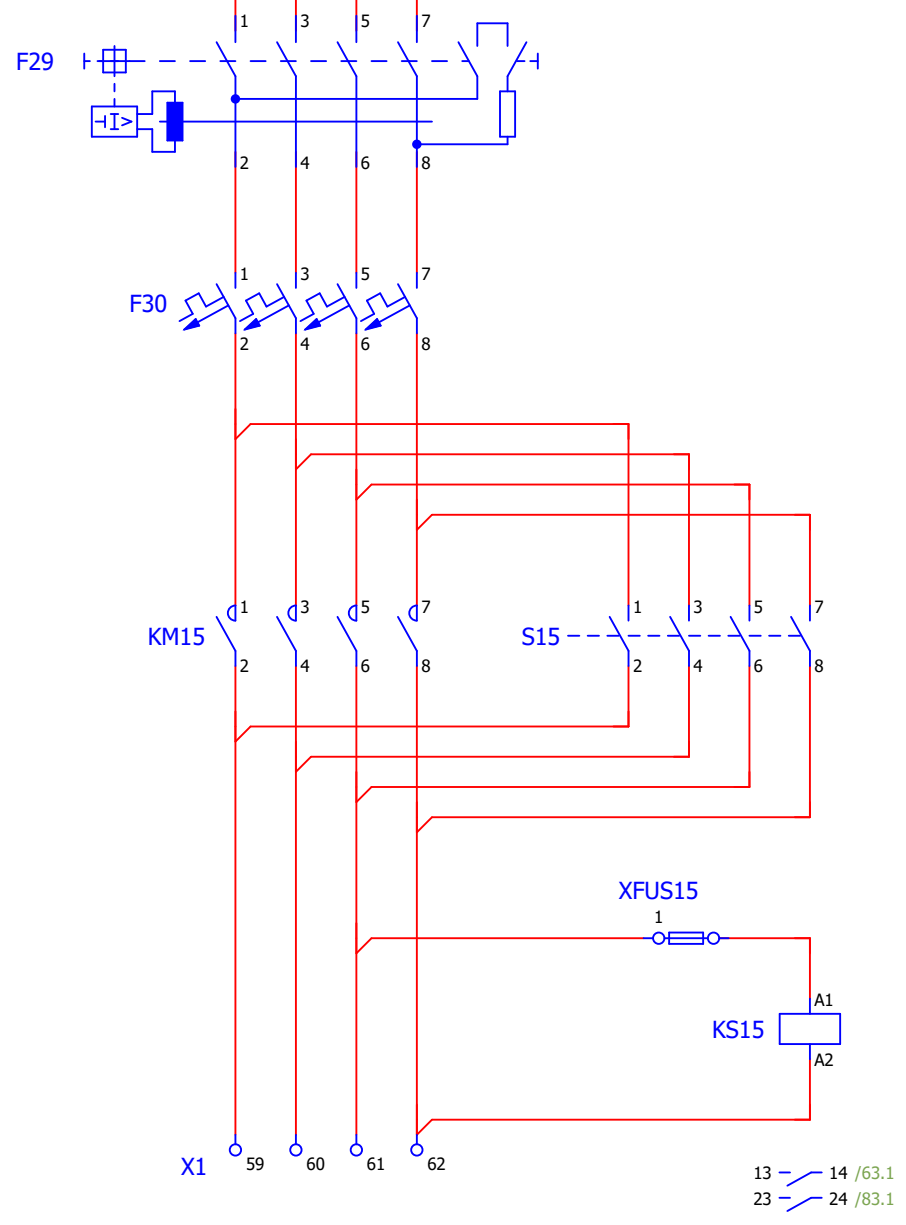 1 3 5 7
F29
I>
2 4 6 8
1 3 5 7
F30
2 4 6 8
1 3 5 7 1 3 5 7
KM15 S15
2 4 6 8 2 4 6 8
XFUS15
1
A1
KS15
A2
X1 59 60 61 62
13 14 /63.1
23 24 /83.1